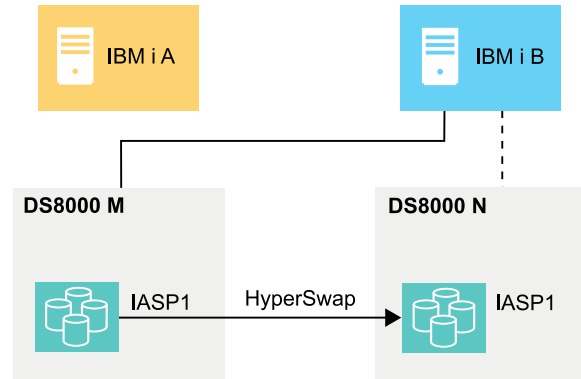 IBM i A
IBM i B
DS8000 M
DS8000 N
IASP1
HyperSwap
IASP1